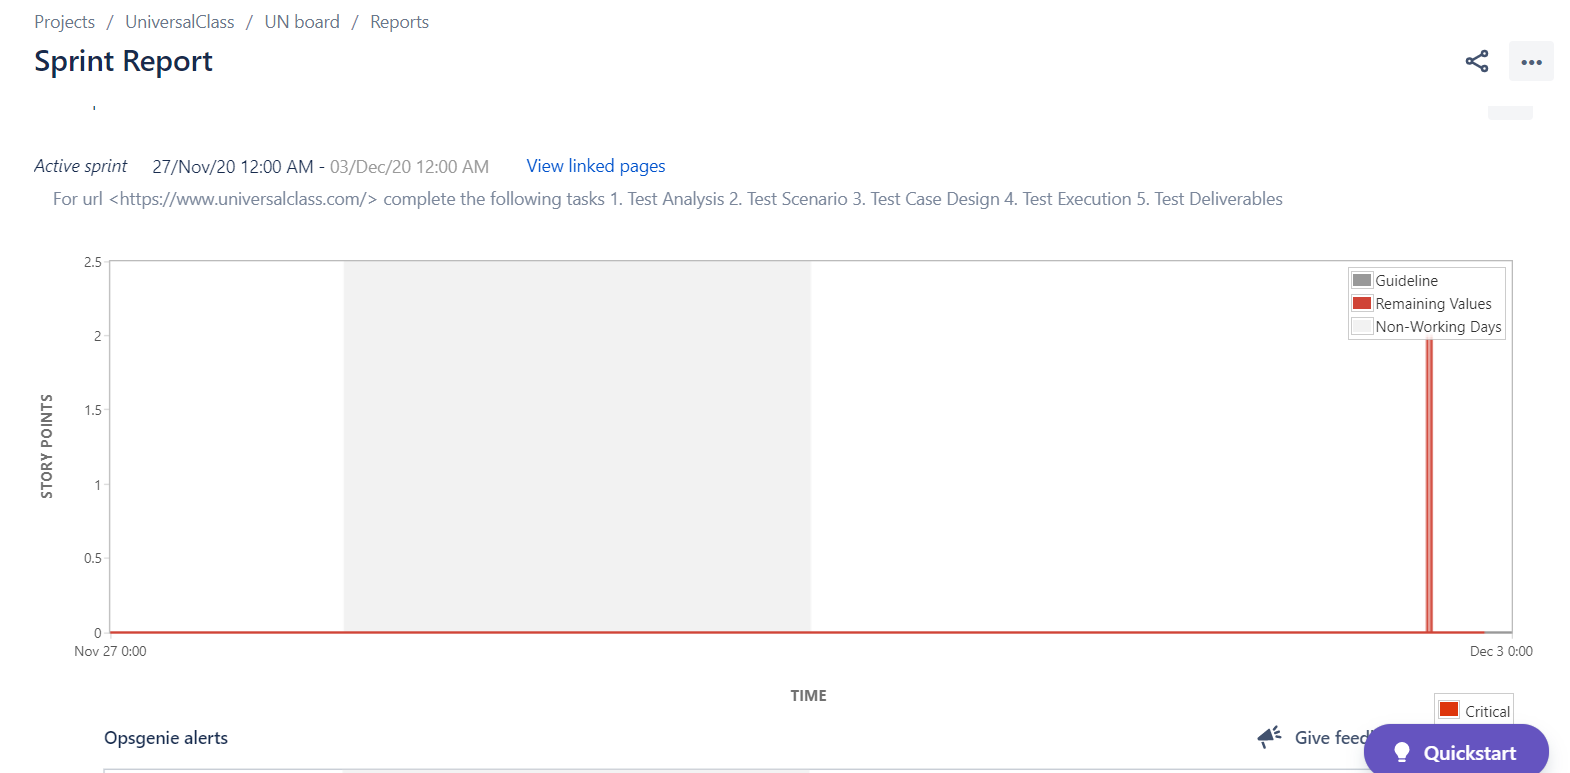 Projects / UniversalClass / UN board / Reports
Sprint Report
Active sprint 27/Nov/20 12:00 AM - 03/Dec/20 12:00 AM View linked pages
For url <https://www.universalclass.com/> complete the following tasks 1. Test Analysis 2. Test Scenario 3. Test Case Design 4. Test Execution 5. Test Deliverables
2.5
Guideline
Remaining Values
Non-Working Days
2
1.5
STORY POINTS
1
0.5
0
Nov 27 0:00
Dec 3 0:00
TIME
Critical
Opsgenie alerts
Give feed
Quickstart